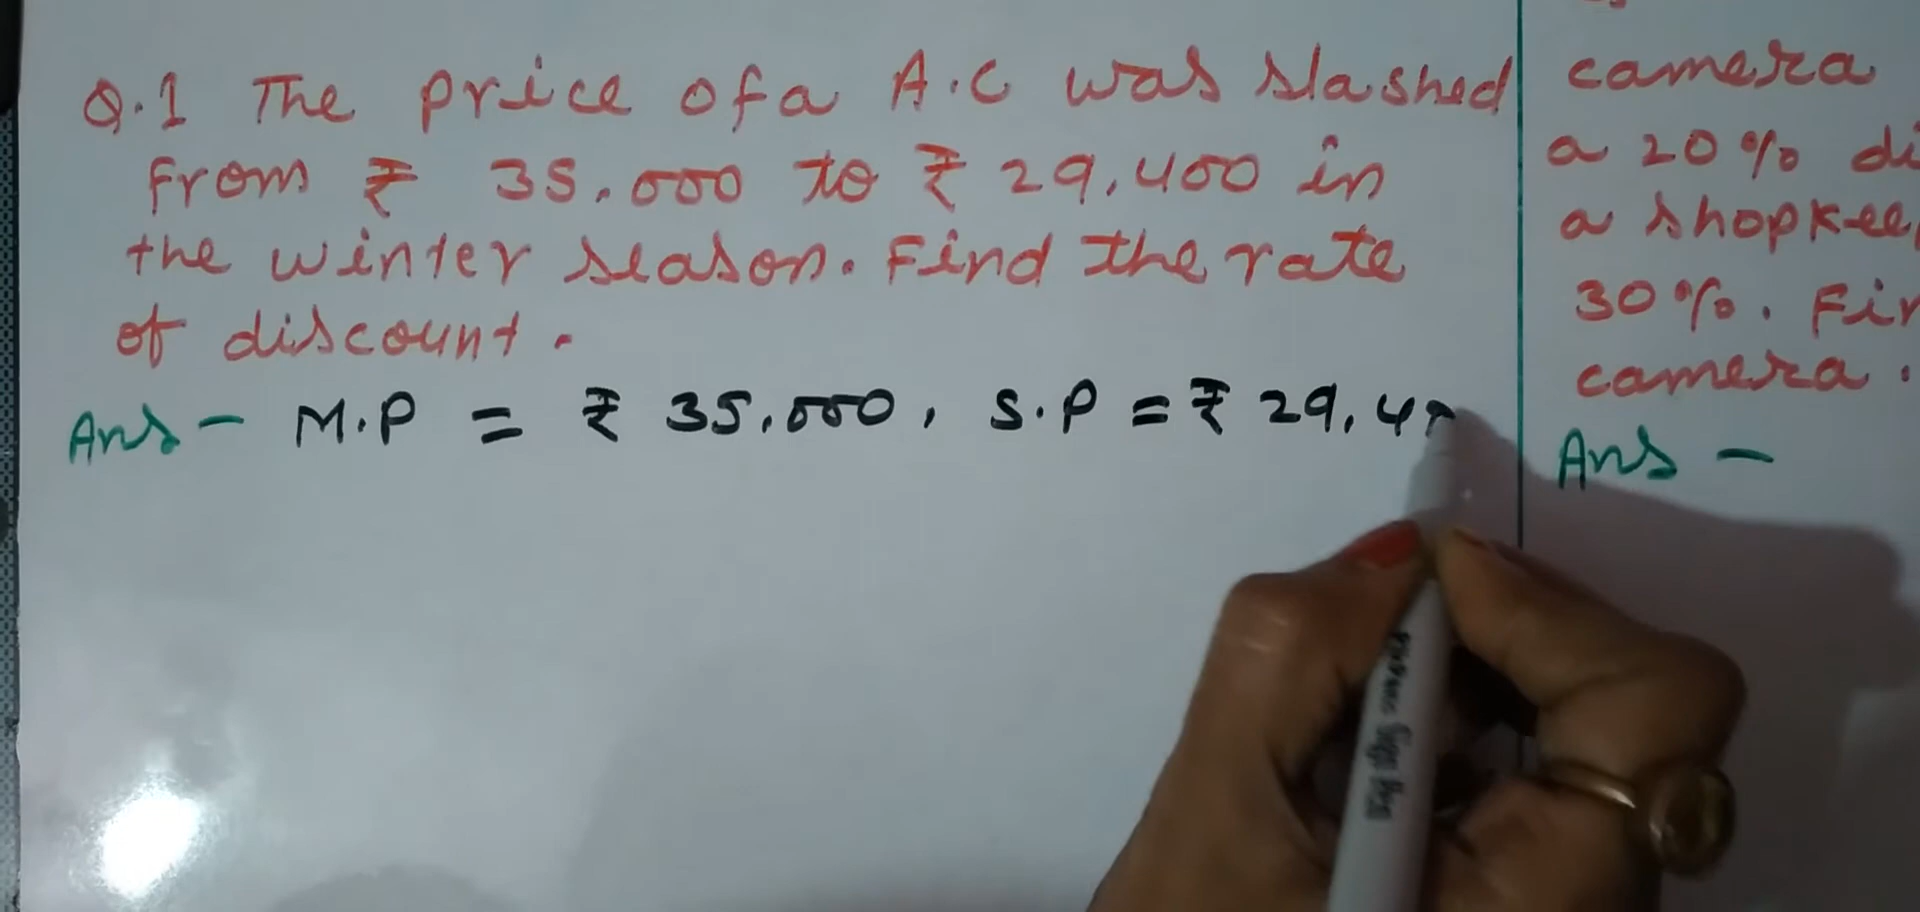 Q.1 The price of a A.C was slashed
from ₹ 35,000 to ₹ 29,400 in
the winter season. Find the rate
of discount.
Ans - M.P = ₹ 35,000, S.P = ₹ 29,4
camera
a 20% di
a shopkee
30%. Fin
camera.
Ans -